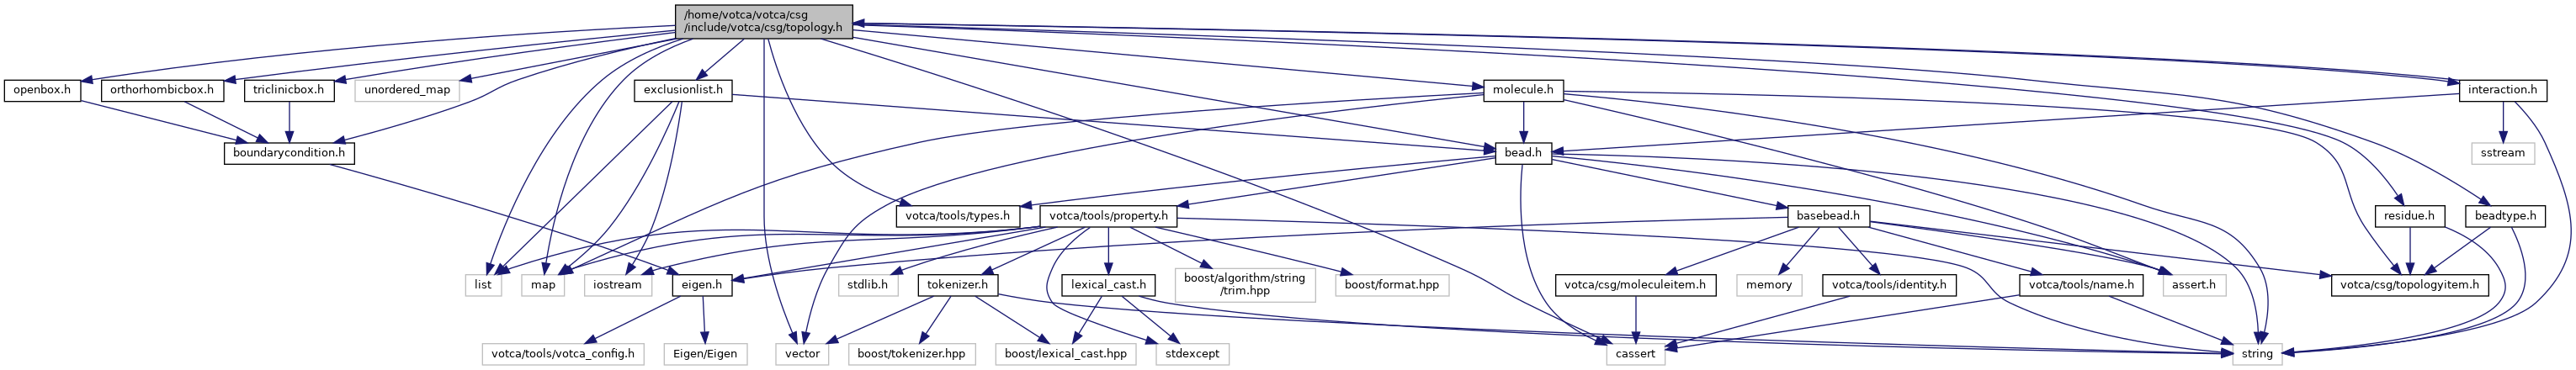 /home/votca/votca/csg
/include/votca/csg/topology.h
openbox.h
orthorhombicbox.h
triclinicbox.h
unordered_map
exclusionlist.h
molecule.h
interaction.h
boundarycondition.h
bead.h
sstream
votca/tools/types.h
votca/tools/property.h
basebead.h
residue.h
beadtype.h
list
map
iostream
eigen.h
stdlib.h
tokenizer.h
lexical_cast.h
boost/algorithm/string
/trim.hpp
boost/format.hpp
votca/csg/moleculeitem.h
memory
votca/tools/identity.h
votca/tools/name.h
assert.h
votca/csg/topologyitem.h
votca/tools/votca_config.h
Eigen/Eigen
vector
boost/tokenizer.hpp
boost/lexical_cast.hpp
stdexcept
cassert
string